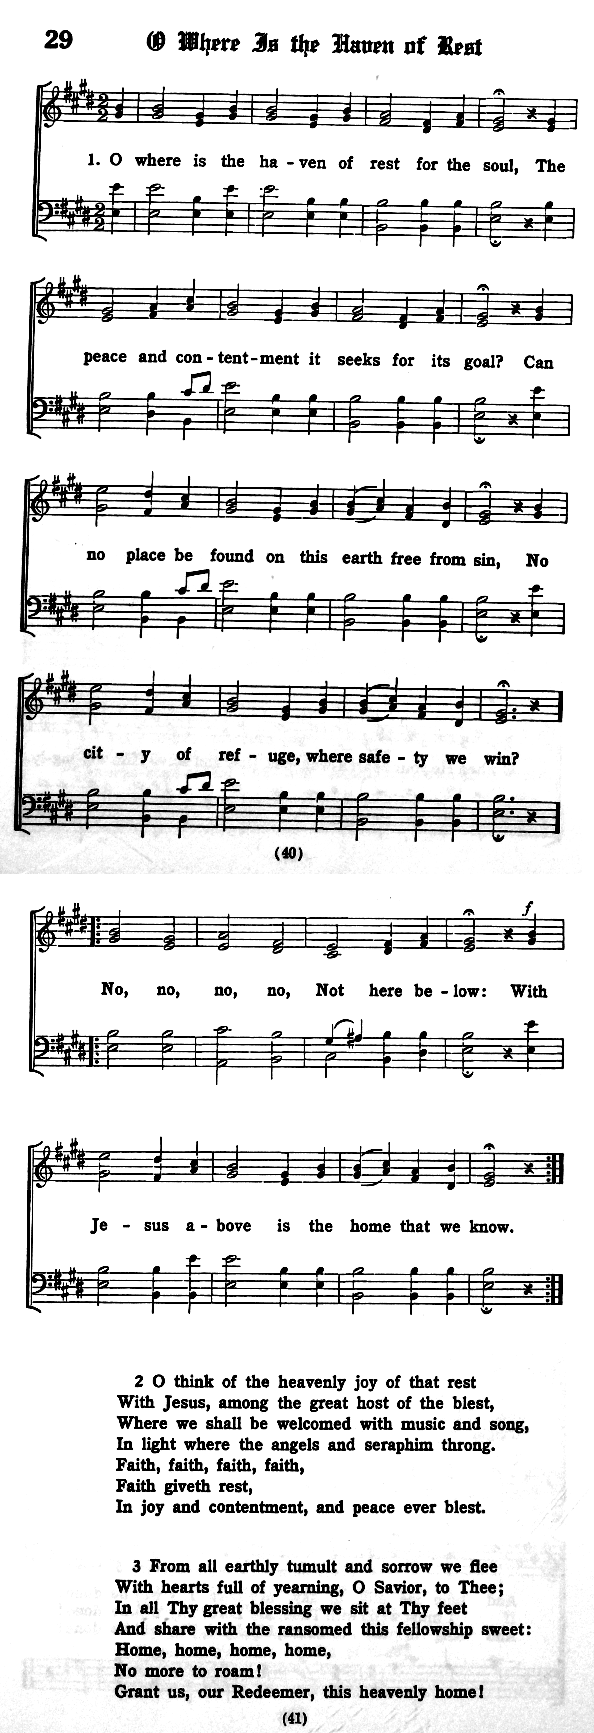 29 O Where Is the Haven of Rest
1. O where is the ha - ven of rest for the soul, The
peace and con - tent - ment it seeks for its goal? Can
no place be found on this earth free from sin, No
cit - y of ref - uge, where safe - ty we win?
(40)
f
No, no, no, no, Not here be - low: With
Je - sus a - bove is the home that we know.
2 O think of the heavenly joy of that rest
With Jesus, among the great host of the blest,
Where we shall be welcomed with music and song,
In light where the angels and seraphim throng.
Faith, faith, faith, faith,
Faith giveth rest,
In joy and contentment, and peace ever blest.
3 From all earthly tumult and sorrow we flee
With hearts full of yearning, O Savior, to Thee;
In all Thy great blessing we sit at Thy feet
And share with the ransomed this fellowship sweet:
Home, home, home, home,
No more to roam!
Grant us, our Redeemer, this heavenly home!
(41)